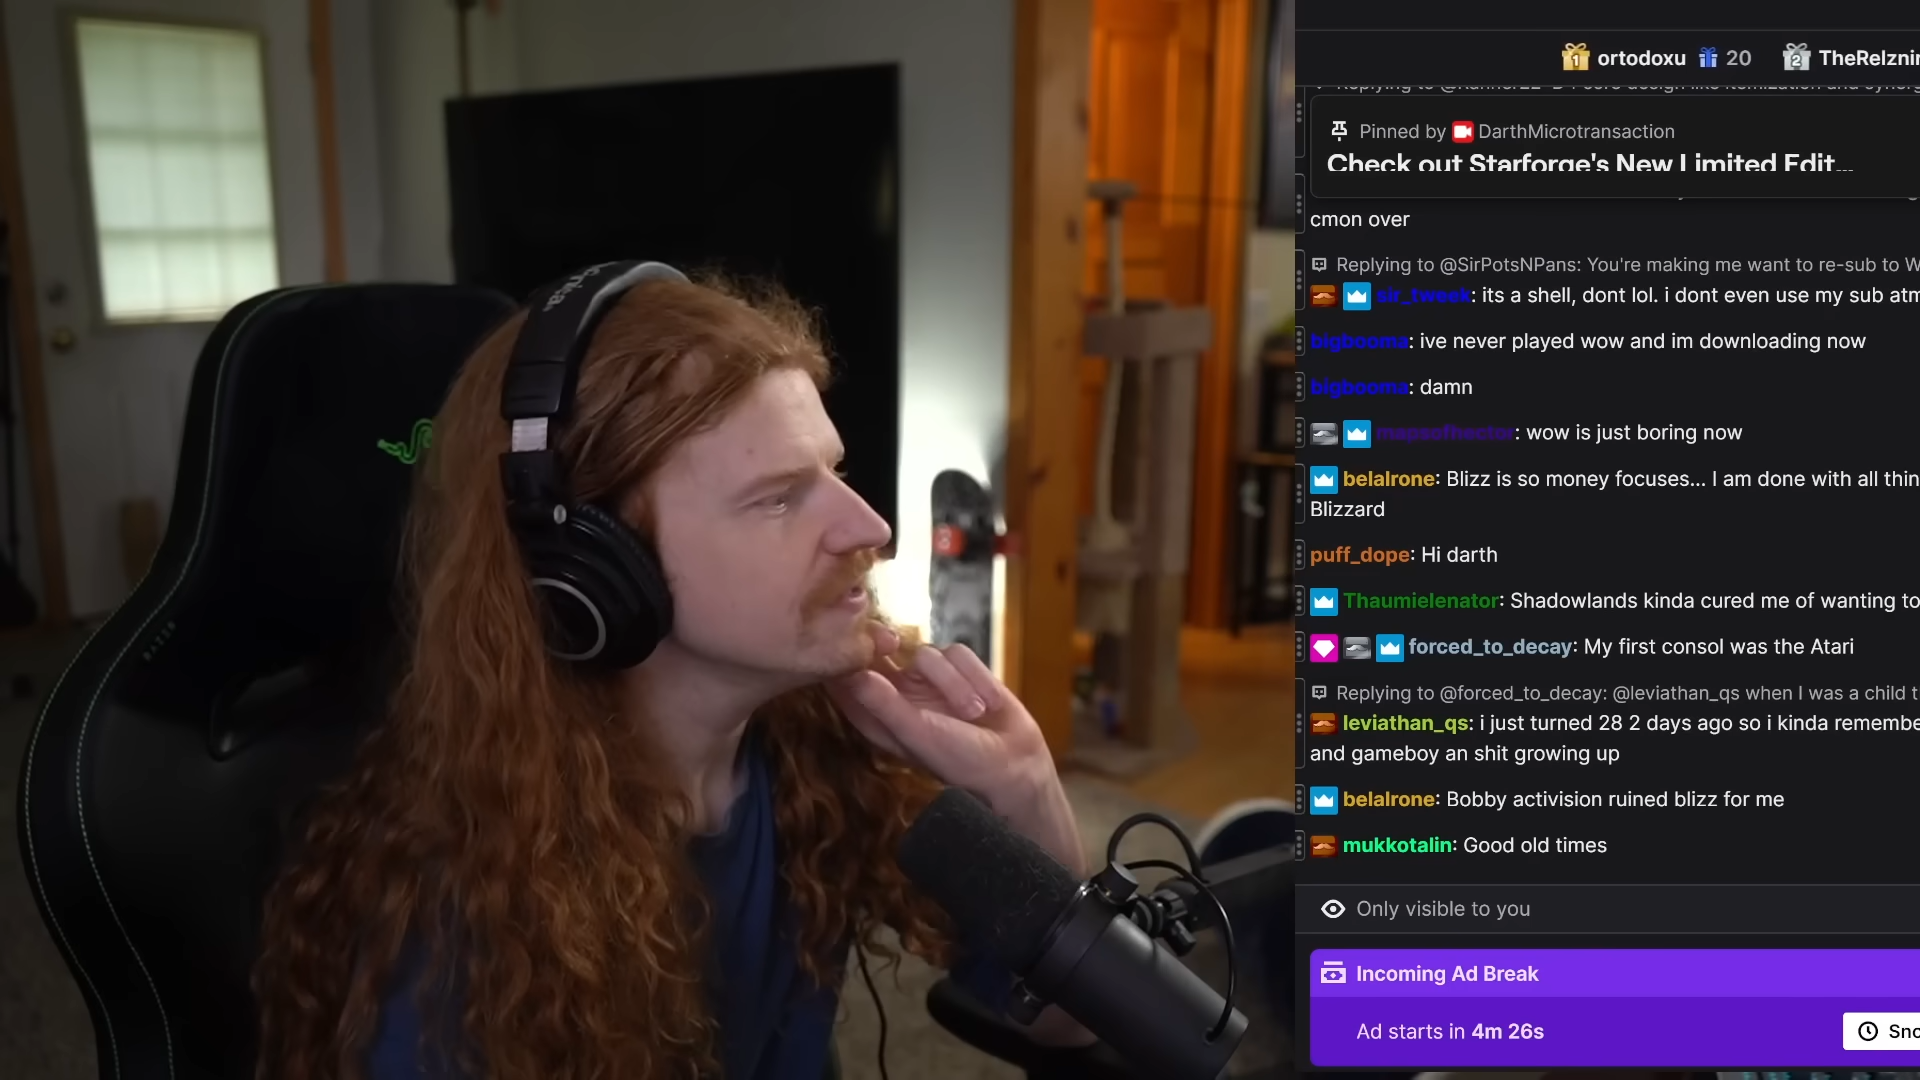 ortodoxu 20 TheRelzni
Pinned by DarthMicrotransaction
Check out Starforge's New Limited Edit...
cmon over
Replying to @SirPotsNPans: You're making me want to re-sub to W
sir_tweek: its a shell, dont lol. i dont even use my sub atm
bigbooma: ive never played wow and im downloading now
bigbooma: damn
mapsofhector: wow is just boring now
belalrone: Blizz is so money focuses... I am done with all thin
Blizzard
puff_dope: Hi darth
Thaumielenator: Shadowlands kinda cured me of wanting to
forced_to_decay: My first consol was the Atari
Replying to @forced_to_decay: @leviathan_qs when I was a child t
leviathan_qs: i just turned 28 2 days ago so i kinda remembe
and gameboy an shit growing up
belalrone: Bobby activision ruined blizz for me
mukkotalin: Good old times
Only visible to you
Incoming Ad Break
Ad starts in 4m 26s
Sno
RAZER